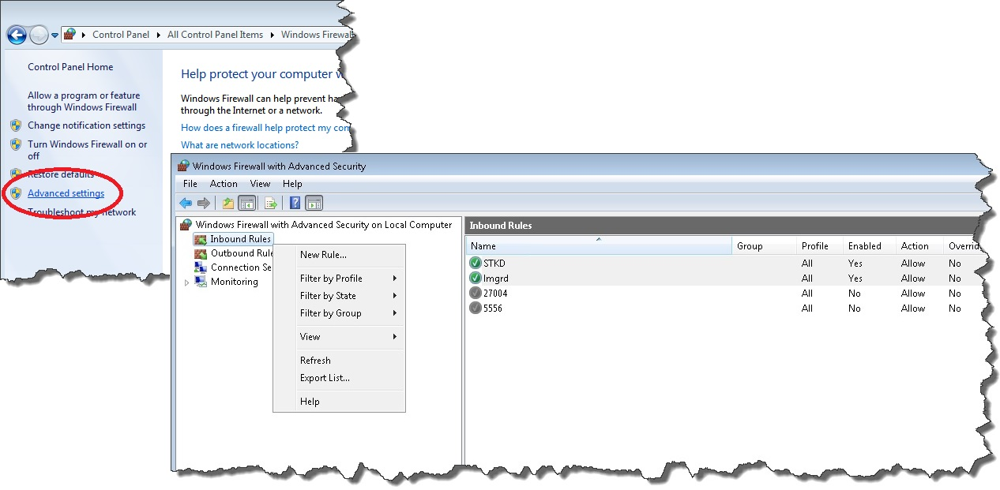 Control Panel
All Control Panel Items
Windows Firewall
Control Panel Home
Allow a program or feature
through Windows Firewall
Change notification settings
Turn Windows Firewall on or
off
Restore defaults
Advanced settings
Troubleshoot my network
Help protect your computer
Windows Firewall can help prevent
through the Internet or a network.
How does a firewall help protect my
What are network locations?
Windows Firewall with Advanced Security
File Action View Help
Windows Firewall with Advanced Security on Local Computer
Inbound Rules
Outbound Rule
Connection Se
Monitoring
New Rule...
Filter by Profile
Filter by State
Filter by Group
View
Refresh
Export List...
Help
Inbound Rules
Name Group Profile Enabled Action Overrid
STKD All Yes Allow No
lmgrd All Yes Allow No
27004 All No Allow No
5556 All No Allow No